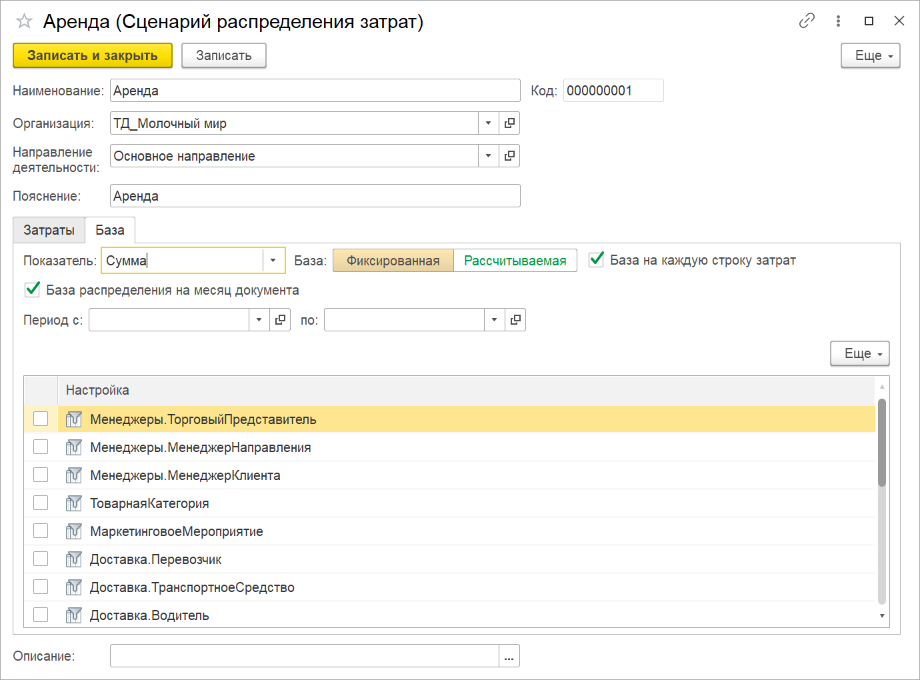 Аренда (Сценарий распределения затрат)
Записать и закрыть Записать Еще
Наименование: Аренда Код: 000000001
Организация: ТД_Молочный мир
Направление
деятельности: Основное направление
Пояснение: Аренда
Затраты База
Показатель: Сумма База: Фиксированная Рассчитываемая База на каждую строку затрат
База распределения на месяц документа
Период с: по:
Еще
Настройка
Менеджеры.ТорговыйПредставитель
Менеджеры.МенеджерНаправления
Менеджеры.МенеджерКлиента
ТоварнаяКатегория
МаркетинговоеМероприятие
Доставка.Перевозчик
Доставка.ТранспортноеСредство
Доставка.Водитель
Описание: ...